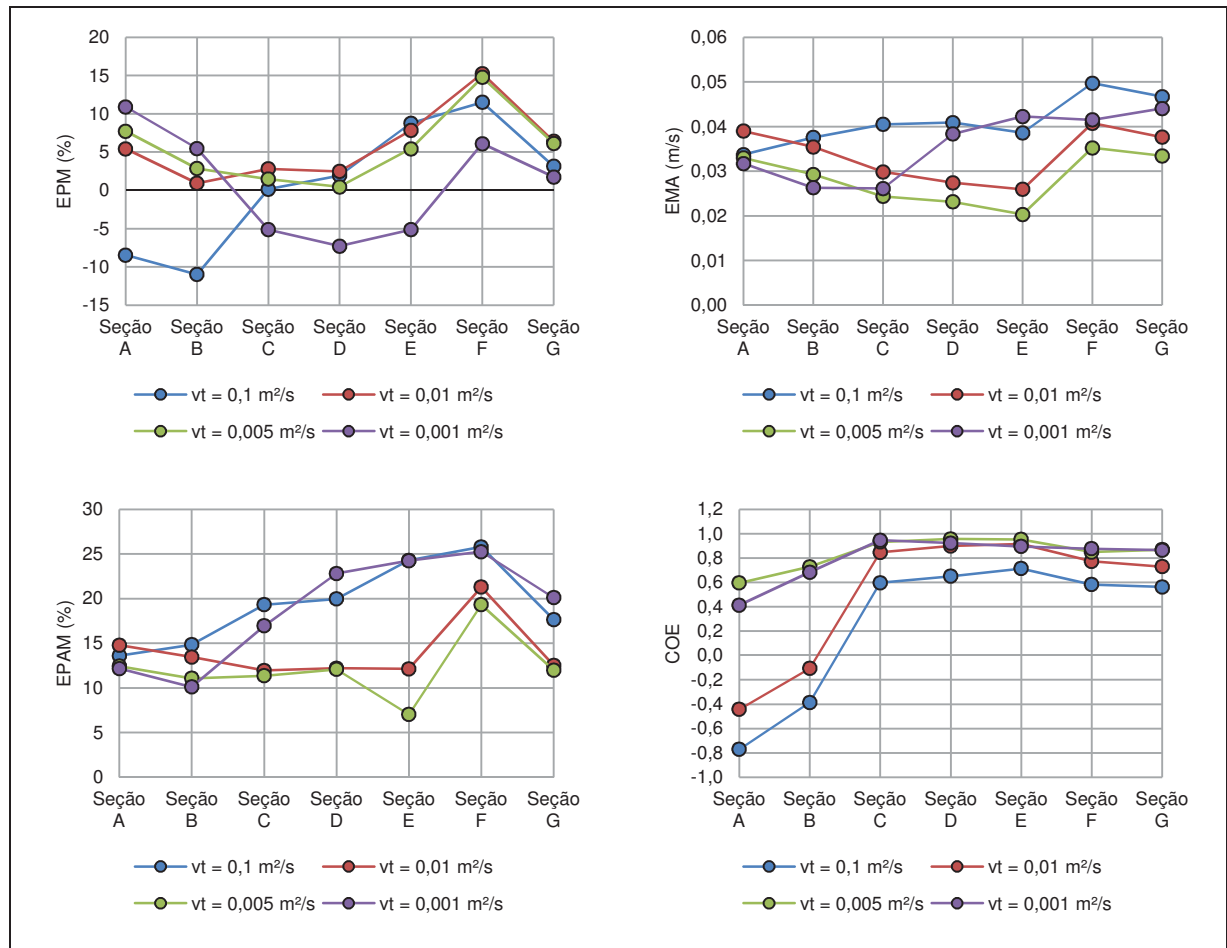 20
15
10
5
0
-5
-10
-15
EPM (%)
Seção A
Seção B
Seção C
Seção D
Seção E
Seção F
Seção G
vt = 0,1 m²/s
vt = 0,01 m²/s
vt = 0,005 m²/s
vt = 0,001 m²/s
0,06
0,05
0,04
0,03
0,02
0,01
0,00
EMA (m/s)
Seção A
Seção B
Seção C
Seção D
Seção E
Seção F
Seção G
vt = 0,1 m²/s
vt = 0,01 m²/s
vt = 0,005 m²/s
vt = 0,001 m²/s
30
25
20
15
10
5
0
EPAM (%)
Seção A
Seção B
Seção C
Seção D
Seção E
Seção F
Seção G
vt = 0,1 m²/s
vt = 0,01 m²/s
vt = 0,005 m²/s
vt = 0,001 m²/s
1,2
1,0
0,8
0,6
0,4
0,2
0,0
-0,2
-0,4
-0,6
-0,8
-1,0
COE
Seção A
Seção B
Seção C
Seção D
Seção E
Seção F
Seção G
vt = 0,1 m²/s
vt = 0,01 m²/s
vt = 0,005 m²/s
vt = 0,001 m²/s